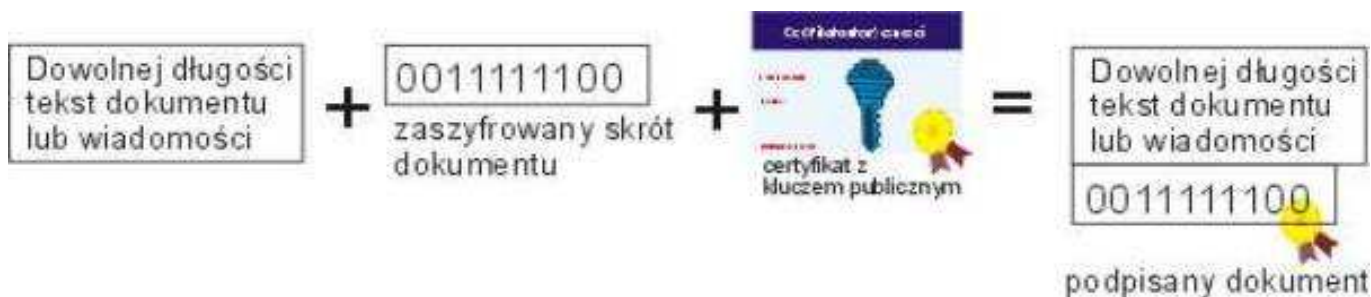 Dowolnej długości
tekst dokumentu
lub wiadomości
+
0011111100
zaszyfrowany skrót
dokumentu
+
certyfikat z
kluczem publicznym
=
Dowolnej długości
tekst dokumentu
lub wiadomości
0011111100
podpisany dokument